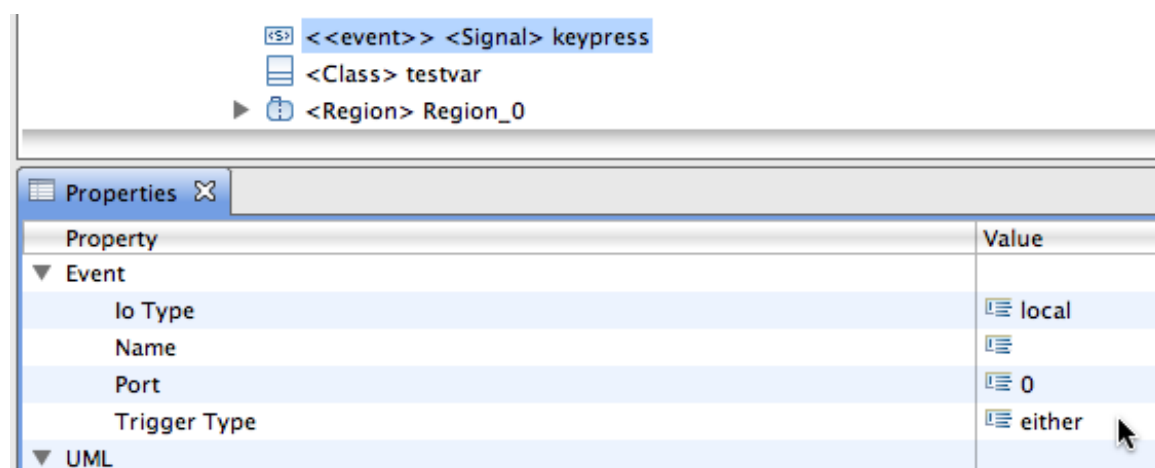 <<event>> <Signal> keypress
<Class> testvar
<Region> Region_0
Properties
Property Value
Event
Io Type local
Name
Port 0
Trigger Type either
UML